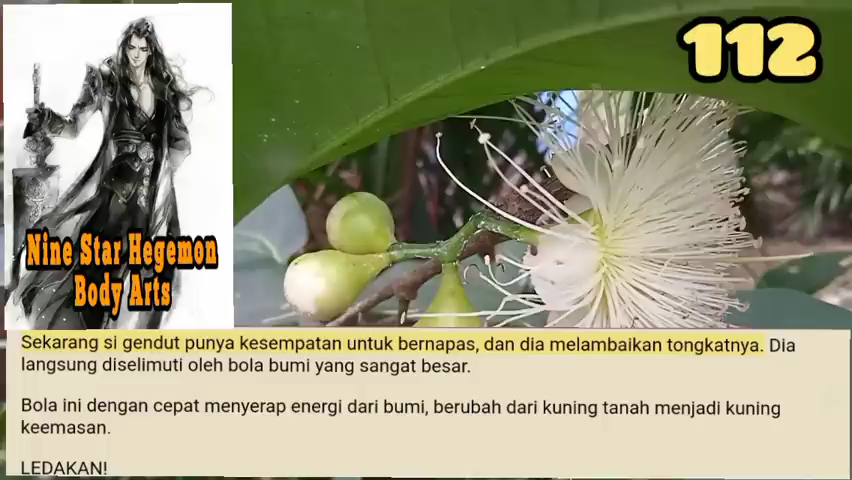 112
Nine Star Hegemon
Body Arts
Sekarang si gendut punya kesempatan untuk bernapas, dan dia melambaikan tongkatnya. Dia
langsung diselimuti oleh bola bumi yang sangat besar.
Bola ini dengan cepat menyerap energi dari bumi, berubah dari kuning tanah menjadi kuning
keemasan.
LEDAKAN!